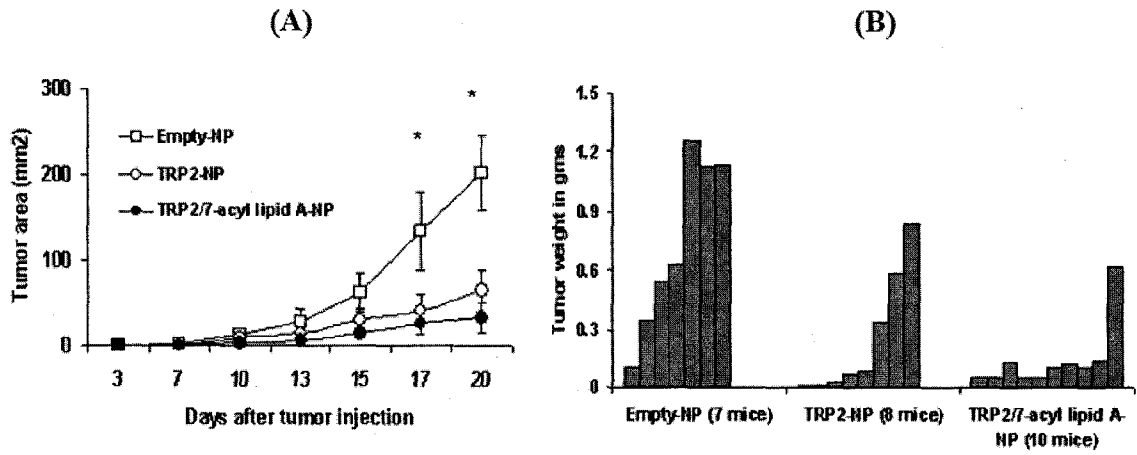 (A)
(B)
Tumor area (mm2)
300
200
100
0
Empty-NP
TRP2-NP
TRP2/7-acyl lipid A-NP
*
*
3 7 10 13 15 17 20
Days after tumor injection
Tumor weight in gms
1.5
1.2
0.9
0.6
0.3
0
Empty-NP (7 mice)
TRP2-NP (8 mice)
TRP2/7-acyl lipid A-
NP (10 mice)